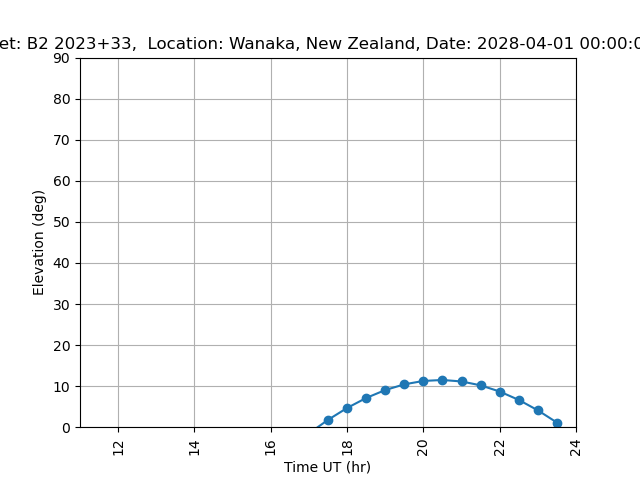 et: B2 2023+33, Location: Wanaka, New Zealand, Date: 2028-04-01 00:00:0
90
80
70
60
50
40
30
20
10
0
Elevation (deg)
12 14 16 18 20 22 24
Time UT (hr)